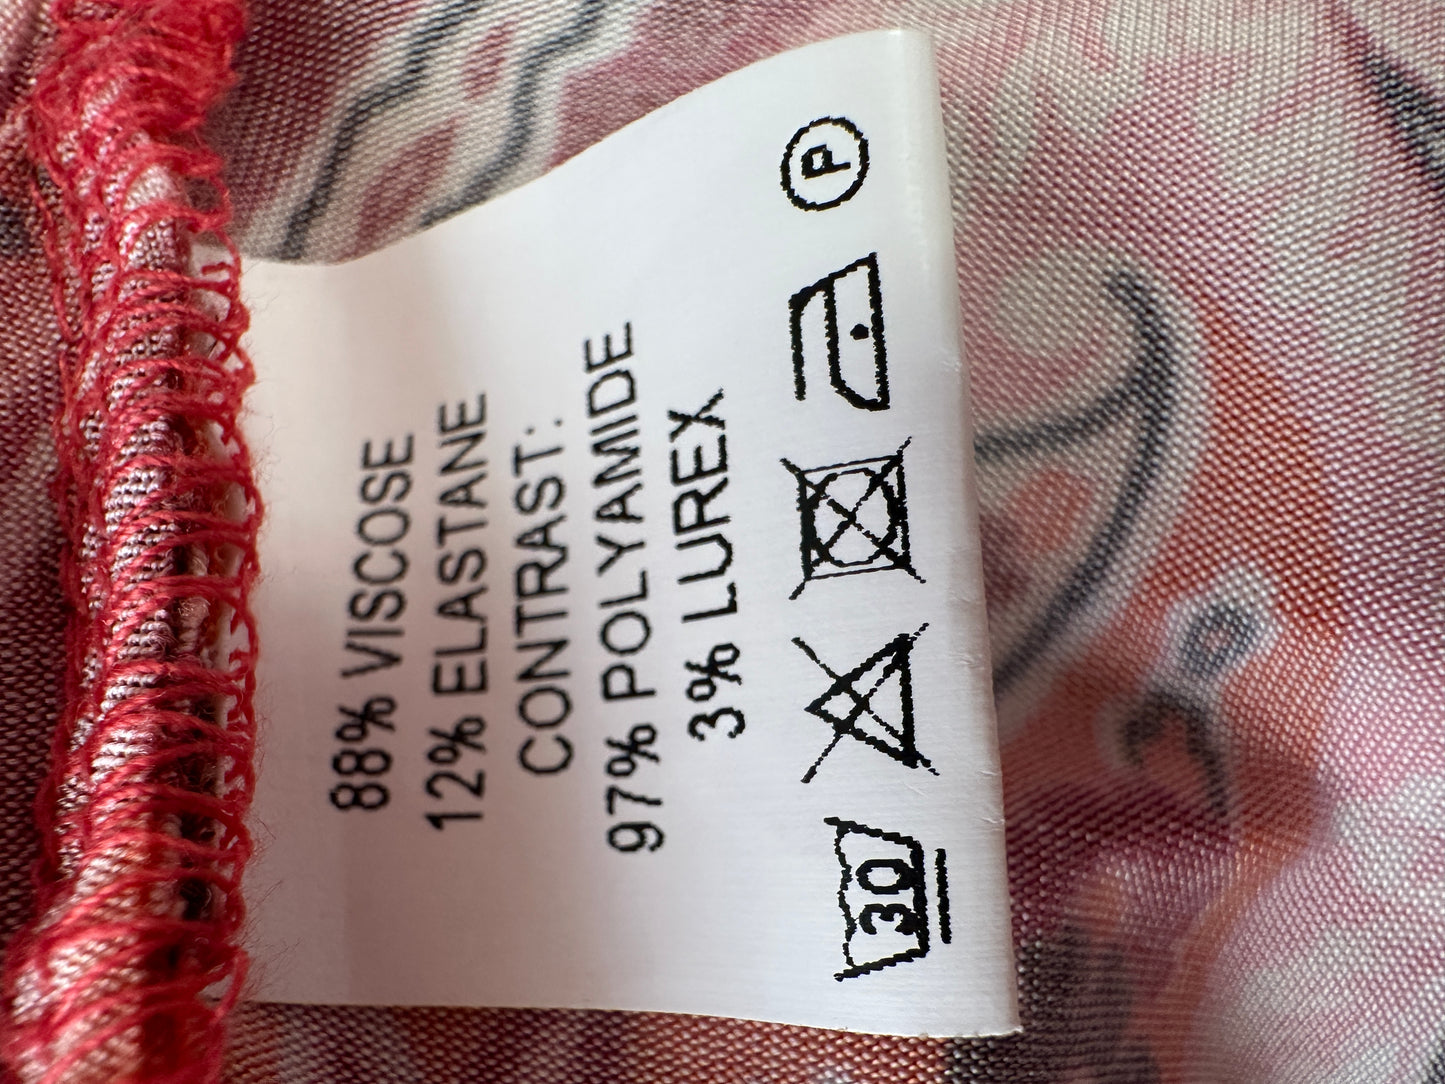 88% VISCOSE
12% ELASTANE
CONTRAST:
97% POLYAMIDE
3% LUREX
30 P